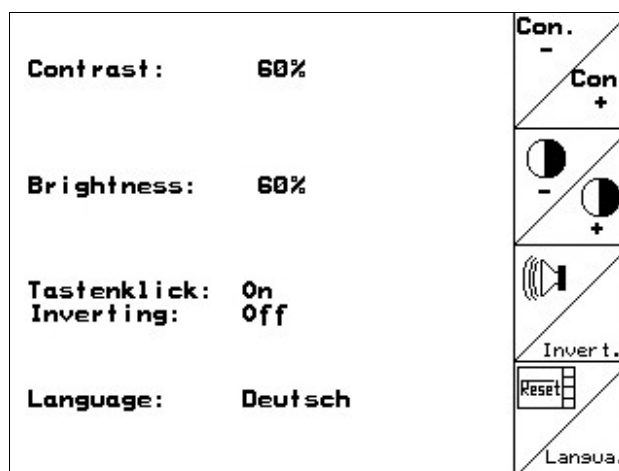 Contrast: 60%
Brightness: 60%
Tastenklick: On
Inverting: Off
Language: Deutsch
Con.
-
Con
+
-
+
Invert.
Reset
Langua.